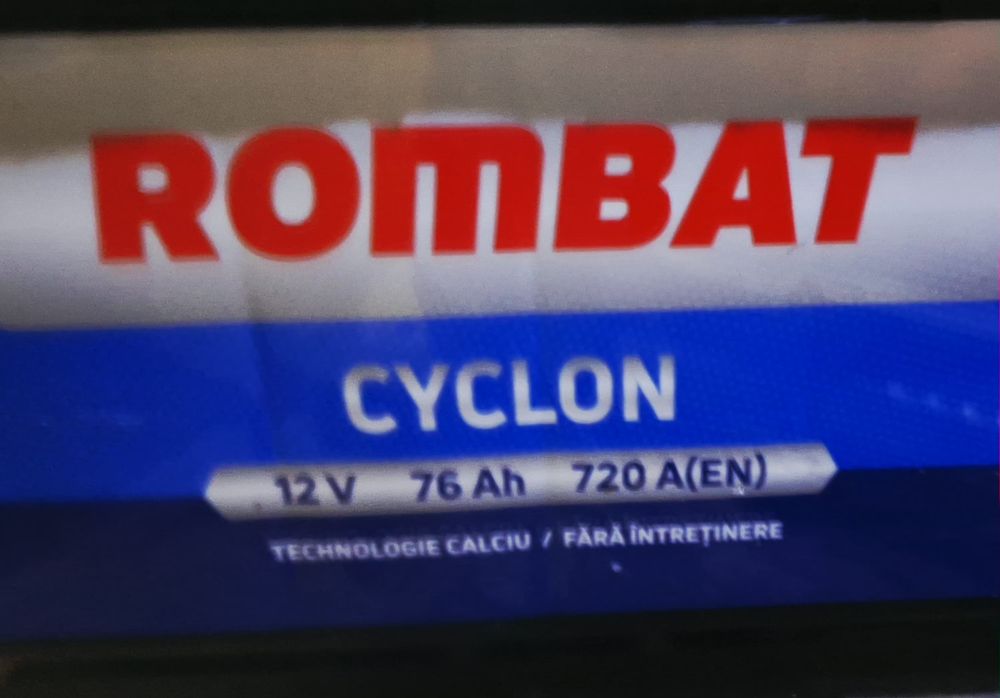 ROMBAT
CYCLON
12 V 76 Ah 720 A(EN)
TECHNOLOGIE CALCIU / FĂRĂ ÎNTREȚINERE